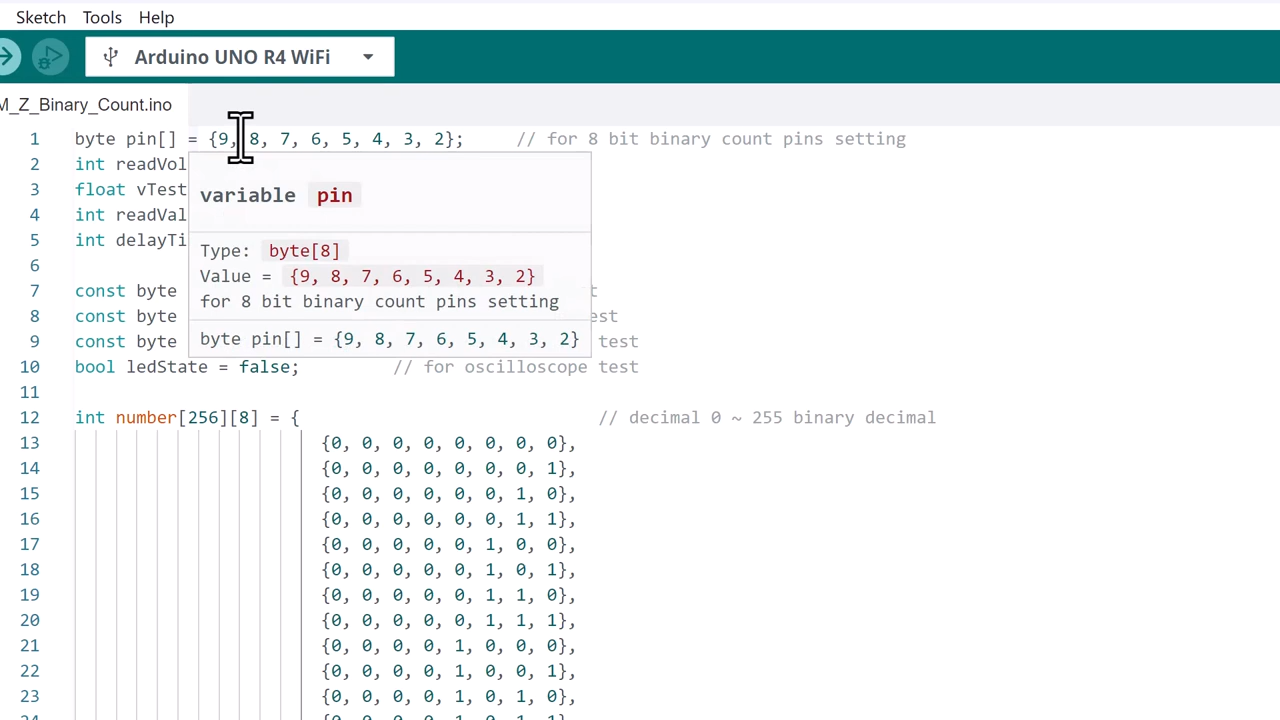 Sketch Tools Help
Arduino UNO R4 WiFi
M_Z_Binary_Count.ino
1 byte pin[] = {9, 8, 7, 6, 5, 4, 3, 2}; // for 8 bit binary count pins setting
2 int readVol
3 float vTest
4 int readVal
5 int delayTi
6
7 const byte
8 const byte
9 const byte test
10 bool ledState = false; // for oscilloscope test
11
12 int number[256][8] = { // decimal 0 ~ 255 binary decimal
13 {0, 0, 0, 0, 0, 0, 0, 0},
14 {0, 0, 0, 0, 0, 0, 0, 1},
15 {0, 0, 0, 0, 0, 0, 1, 0},
16 {0, 0, 0, 0, 0, 0, 1, 1},
17 {0, 0, 0, 0, 0, 1, 0, 0},
18 {0, 0, 0, 0, 0, 1, 0, 1},
19 {0, 0, 0, 0, 0, 1, 1, 0},
20 {0, 0, 0, 0, 0, 1, 1, 1},
21 {0, 0, 0, 0, 1, 0, 0, 0},
22 {0, 0, 0, 0, 1, 0, 0, 1},
23 {0, 0, 0, 0, 1, 0, 1, 0},
variable pin
Type: byte[8]
Value = {9, 8, 7, 6, 5, 4, 3, 2}
for 8 bit binary count pins setting
byte pin[] = {9, 8, 7, 6, 5, 4, 3, 2}